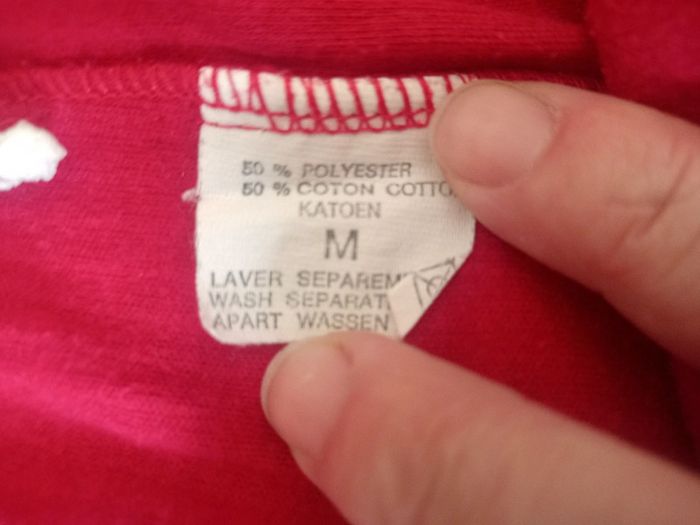 50 % POLYESTER
50 % COTON COTTO
KATOEN
M
LAVER SEPAREM
WASH SEPARAT
APART WASSEN